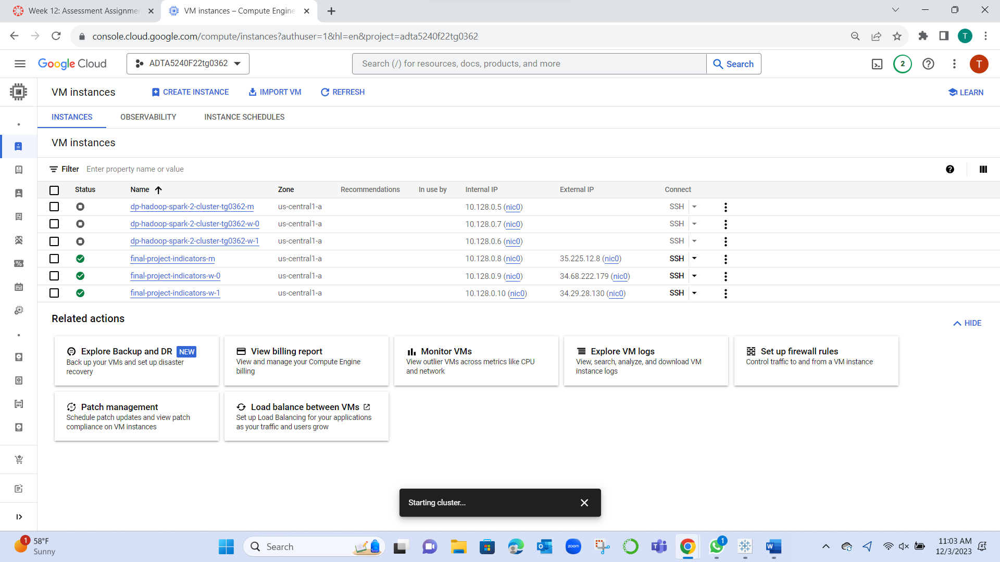 Week 12: Assessment Assignme
VM instances – Compute Engine
console.cloud.google.com/compute/instances?authuser=1&hl=en&project=adta5240f22tg0362
T
Google Cloud
ADTA5240F22tg0362
Search (/) for resources, docs, products, and more
Search
2
T
VM instances
CREATE INSTANCE
IMPORT VM
REFRESH
LEARN
INSTANCES
OBSERVABILITY
INSTANCE SCHEDULES
VM instances
Filter Enter property name or value
Status Name Zone Recommendations In use by Internal IP External IP Connect
dp-hadoop-spark-2-cluster-tg0362-m us-central1-a 10.128.0.5 (nic0) SSH
dp-hadoop-spark-2-cluster-tg0362-w-0 us-central1-a 10.128.0.7 (nic0) SSH
dp-hadoop-spark-2-cluster-tg0362-w-1 us-central1-a 10.128.0.6 (nic0) SSH
final-project-indicators-m us-central1-a 10.128.0.8 (nic0) 35.225.12.8 (nic0) SSH
final-project-indicators-w-0 us-central1-a 10.128.0.9 (nic0) 34.68.222.179 (nic0) SSH
final-project-indicators-w-1 us-central1-a 10.128.0.10 (nic0) 34.29.28.130 (nic0) SSH
Related actions
HIDE
Explore Backup and DR NEW
Back up your VMs and set up disaster
recovery
View billing report
View and manage your Compute Engine
billing
Monitor VMs
View outlier VMs across metrics like CPU
and network
Explore VM logs
View, search, analyze, and download VM
instance logs
Set up firewall rules
Control traffic to and from a VM instance
Patch management
Schedule patch updates and view patch
compliance on VM instances
Load balance between VMs
Set up Load Balancing for your applications
as your traffic and users grow
Starting cluster...
1
58°F
Sunny
Search
zoom
1
11:03 AM
12/3/2023